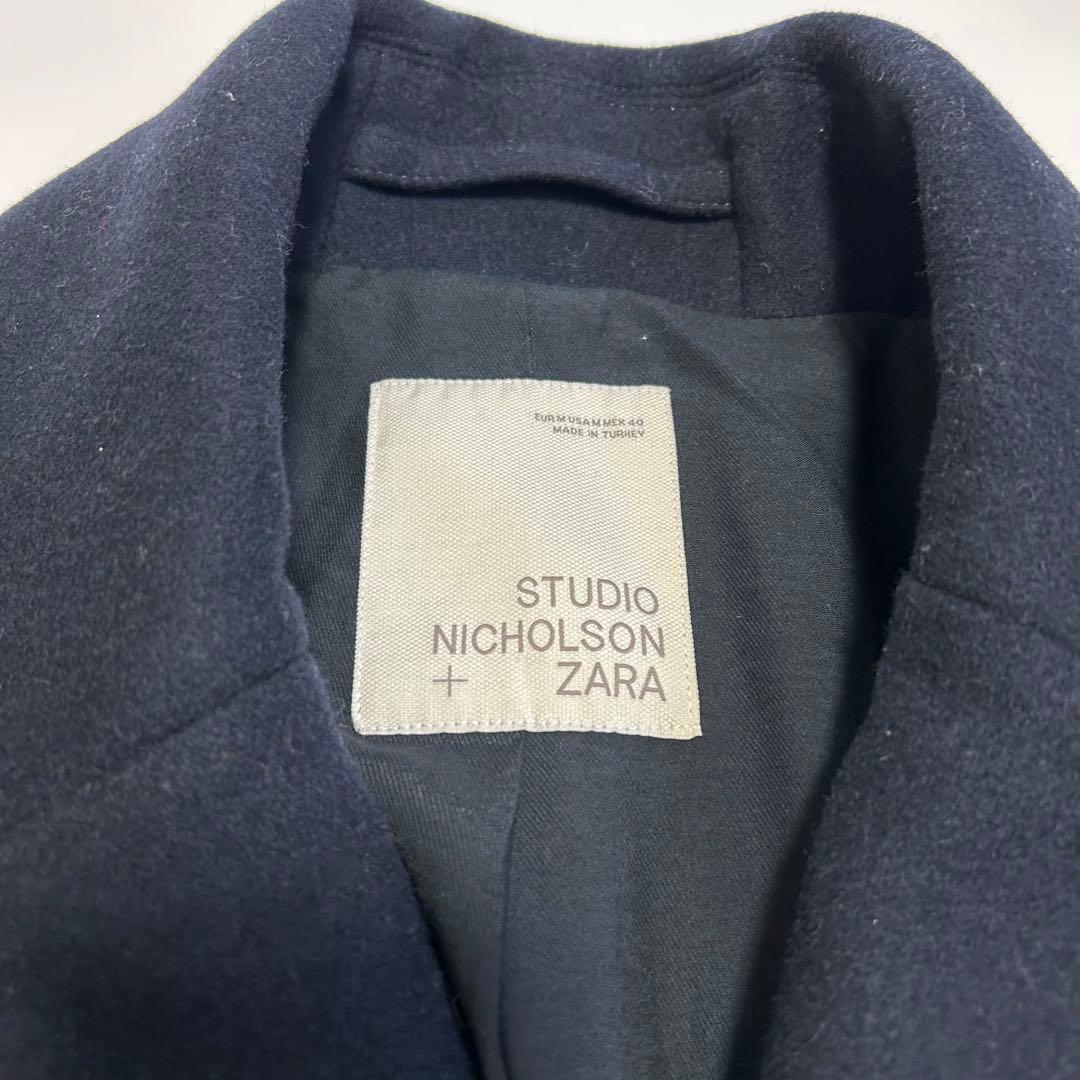 EUR M USA M MEX 40
MADE IN TURKEY
STUDIO
NICHOLSON
+ ZARA